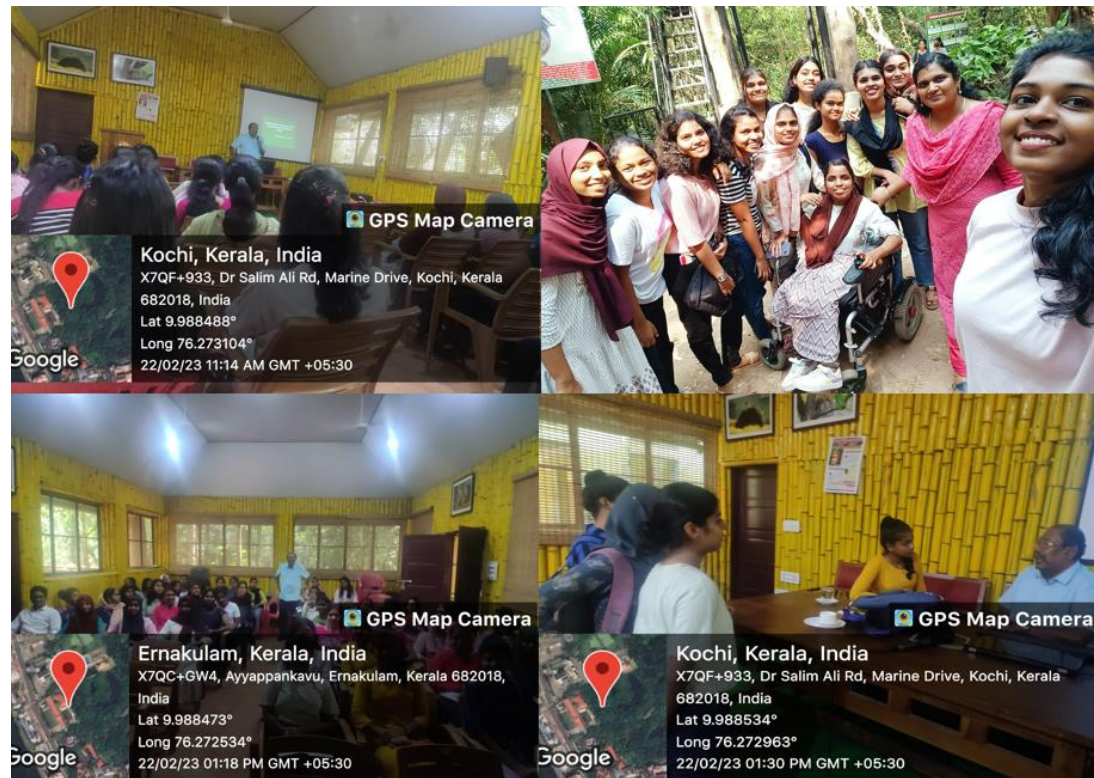 GPS Map Camera
Kochi, Kerala, India
X7QF+933, Dr Salim Ali Rd, Marine Drive, Kochi, Kerala
682018, India
Lat 9.988488°
Long 76.273104°
22/02/23 11:14 AM GMT +05:30
Google
GPS Map Camera
Ernakulam, Kerala, India
X7QC+GW4, Ayyappankavu, Ernakulam, Kerala 682018,
India
Lat 9.988473°
Long 76.272534°
22/02/23 01:18 PM GMT +05:30
Google
GPS Map Camera
Kochi, Kerala, India
X7QF+933, Dr Salim Ali Rd, Marine Drive, Kochi, Kerala
682018, India
Lat 9.988534°
Long 76.272963°
22/02/23 01:30 PM GMT +05:30
Google